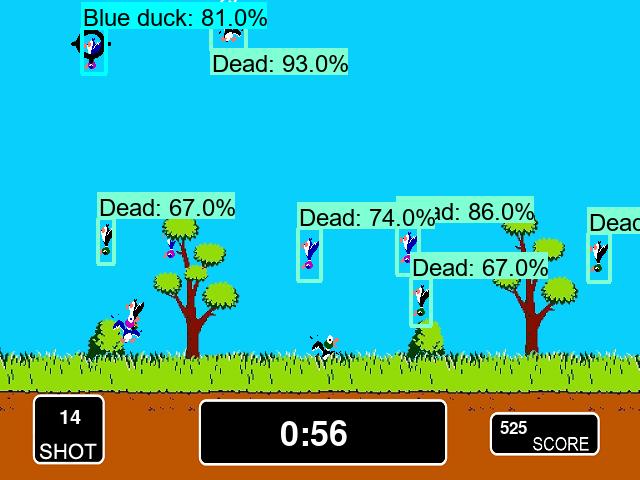 Blue duck: 81.0%
Dead: 93.0%
Dead: 67.0%
Dead: 74.0%
ad: 86.0%
Dead
Dead: 67.0%
14
SHOT
0:56
525
SCORE